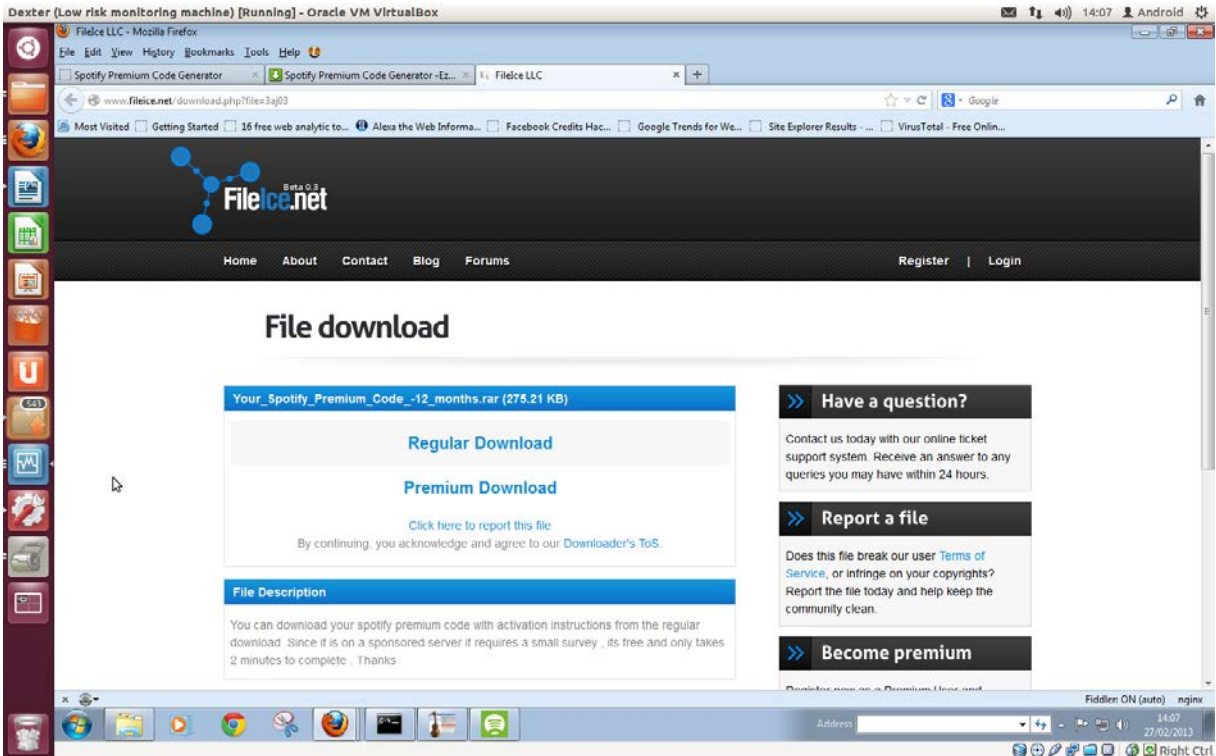 Dexter (Low risk monitoring machine) [Running] - Oracle VM VirtualBox
14:07 Android
FileIce LLC - Mozilla Firefox
File Edit View History Bookmarks Tools Help
Spotify Premium Code Generator
Spotify Premium Code Generator -Ez...
FileIce LLC
www.fileice.net/download.php?file=3aj03
Google
Most Visited Getting Started 16 free web analytic to... Alexa the Web Informa... Facebook Credits Hac... Google Trends for We... Site Explorer Results - ... VirusTotal - Free Onlin...
Beta 0.3
FileIce.net
Home About Contact Blog Forums Register | Login
File download
Your_Spotify_Premium_Code_-12_months.rar (275.21 KB)
Regular Download
Premium Download
Click here to report this file
By continuing, you acknowledge and agree to our Downloader's ToS.
File Description
You can download your spotify premium code with activation instructions from the regular
download. Since it is on a sponsored server it requires a small survey , its free and only takes
2 minutes to complete . Thanks
Have a question?
Contact us today with our online ticket
support system. Receive an answer to any
queries you may have within 24 hours.
Report a file
Does this file break our user Terms of
Service, or infringe on your copyrights?
Report the file today and help keep the
community clean.
Become premium
Register now as a Premium User and
543
Fiddler: ON (auto) nginx
Address
14:07
27/02/2013
Right Ctrl